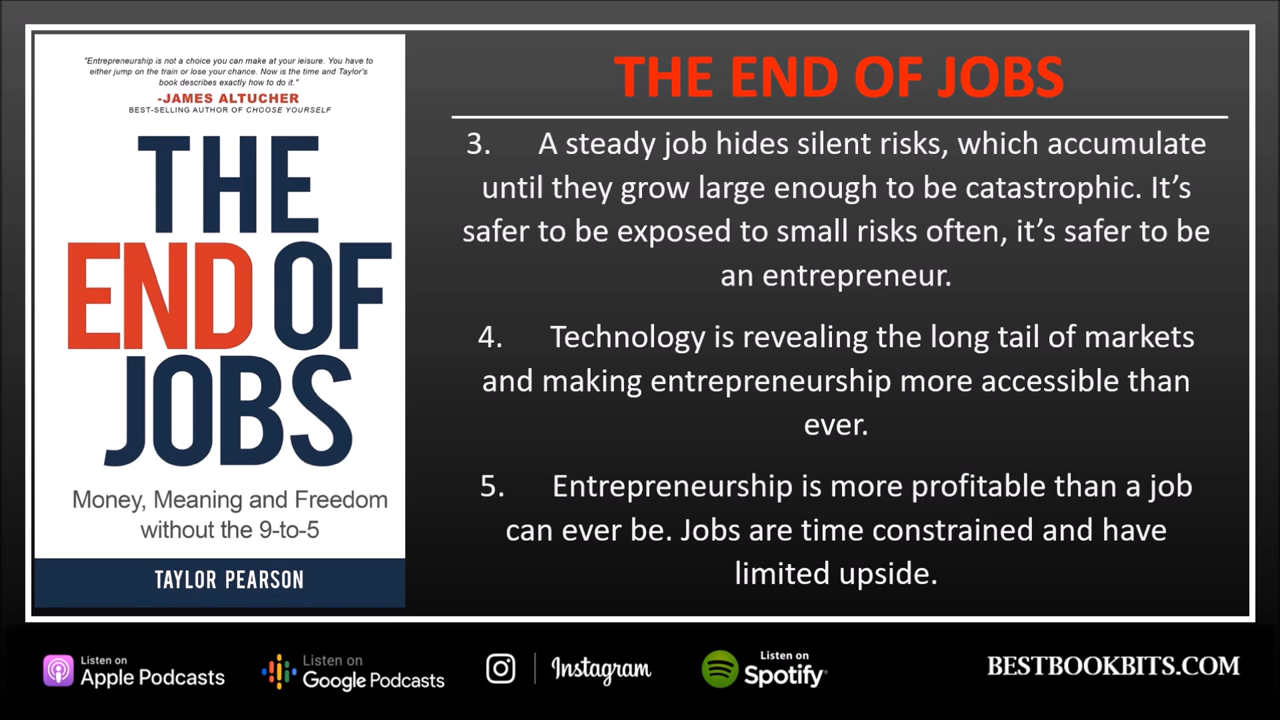 "Entrepreneurship is not a choice you can make at your leisure. You have to
either jump on the train or lose your chance. Now is the time and Taylor's
book describes exactly how to do it."
-JAMES ALTUCHER
BEST-SELLING AUTHOR OF CHOOSE YOURSELF
THE
END OF
JOBS
Money, Meaning and Freedom
without the 9-to-5
TAYLOR PEARSON
THE END OF JOBS
3. A steady job hides silent risks, which accumulate
until they grow large enough to be catastrophic. It’s
safer to be exposed to small risks often, it’s safer to be
an entrepreneur.
4. Technology is revealing the long tail of markets
and making entrepreneurship more accessible than
ever.
5. Entrepreneurship is more profitable than a job
can ever be. Jobs are time constrained and have
limited upside.
Listen on
Apple Podcasts
Listen on
Google Podcasts
Instagram
Listen on
Spotify
BESTBOOKBITS.COM